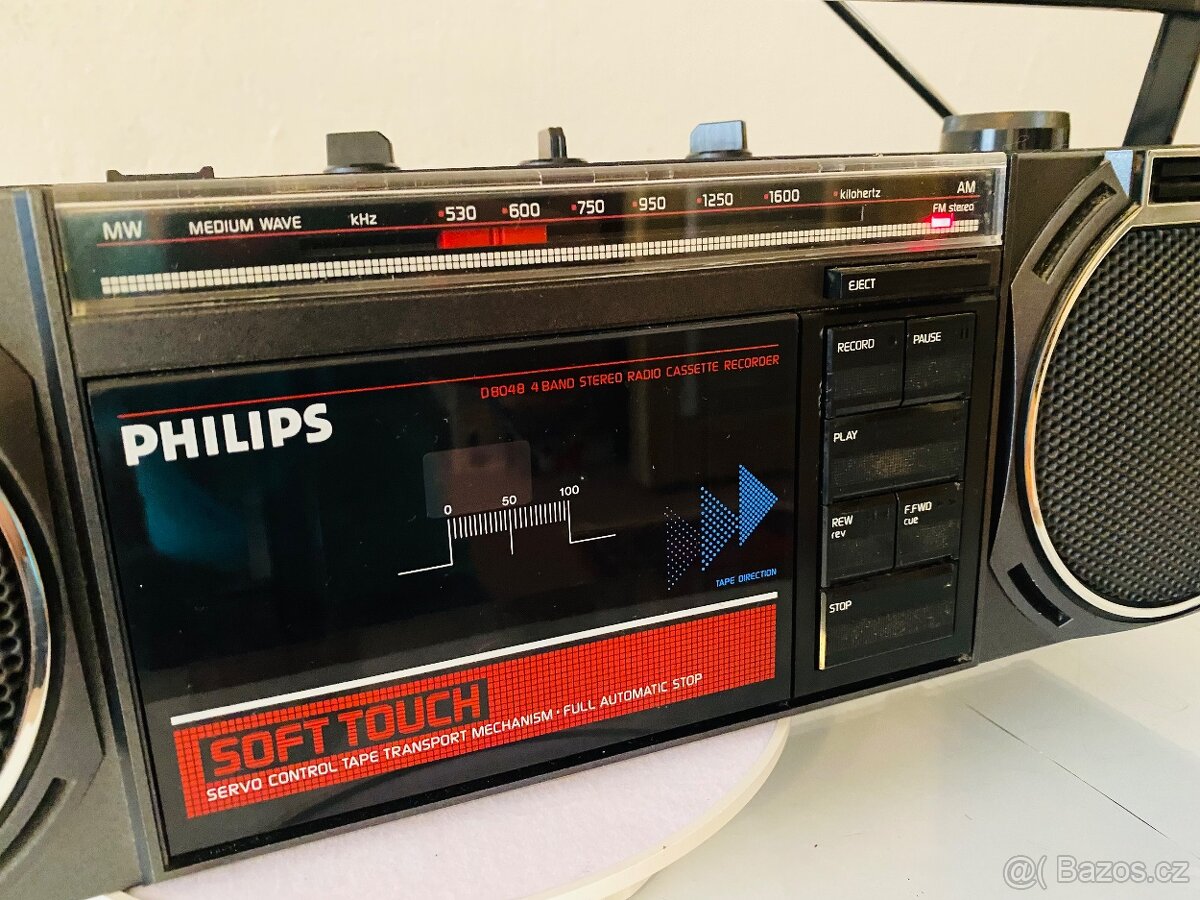 MW MEDIUM WAVE kHz 530 600 750 950 1250 1600 kilohertz AM
FM stereo
EJECT
D8048 4 BAND STEREO RADIO CASSETTE RECORDER
PHILIPS
RECORD PAUSE
PLAY
0 50 100
REW
rev
F.FWD
cue
TAPE DIRECTION
STOP
SOFT TOUCH
SERVO CONTROL TAPE TRANSPORT MECHANISM · FULL AUTOMATIC STOP
@( Bazos.cz